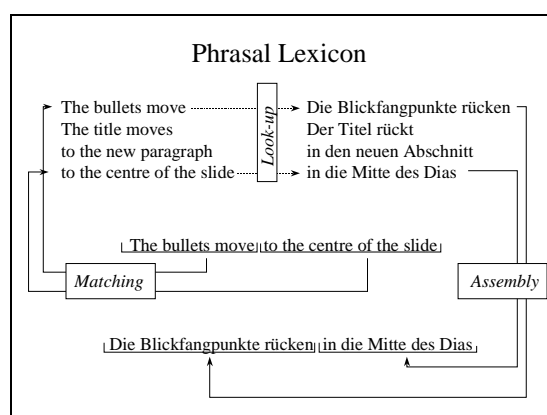 Phrasal Lexicon
The bullets move
The title moves
to the new paragraph
to the centre of the slide
Look-up
Die Blickfangpunkte rücken
Der Titel rückt
in den neuen Abschnitt
in die Mitte des Dias
The bullets move to the centre of the slide
Matching
Assembly
Die Blickfangpunkte rücken in die Mitte des Dias